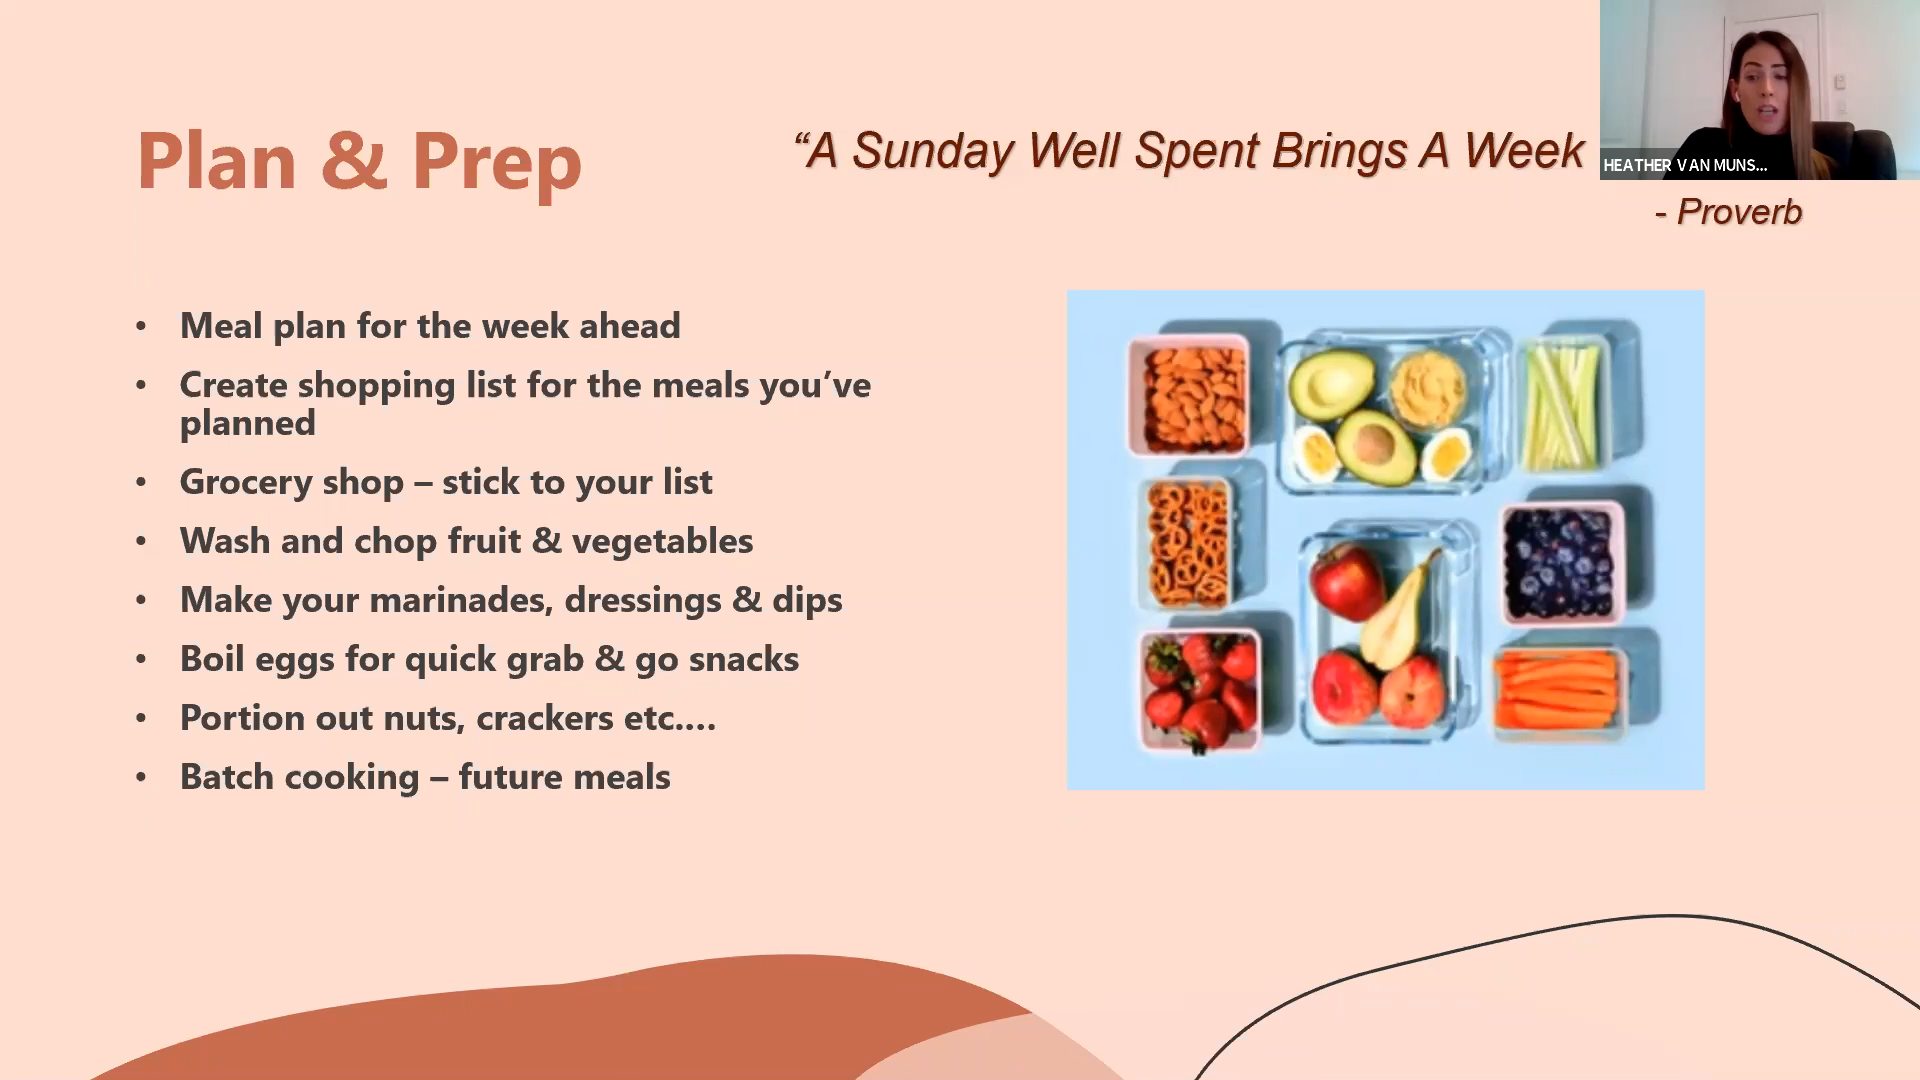 Plan & Prep
“A Sunday Well Spent Brings A Week
- Proverb
HEATHER VAN MUNS...
• Meal plan for the week ahead
• Create shopping list for the meals you’ve
planned
• Grocery shop – stick to your list
• Wash and chop fruit & vegetables
• Make your marinades, dressings & dips
• Boil eggs for quick grab & go snacks
• Portion out nuts, crackers etc.…
• Batch cooking – future meals